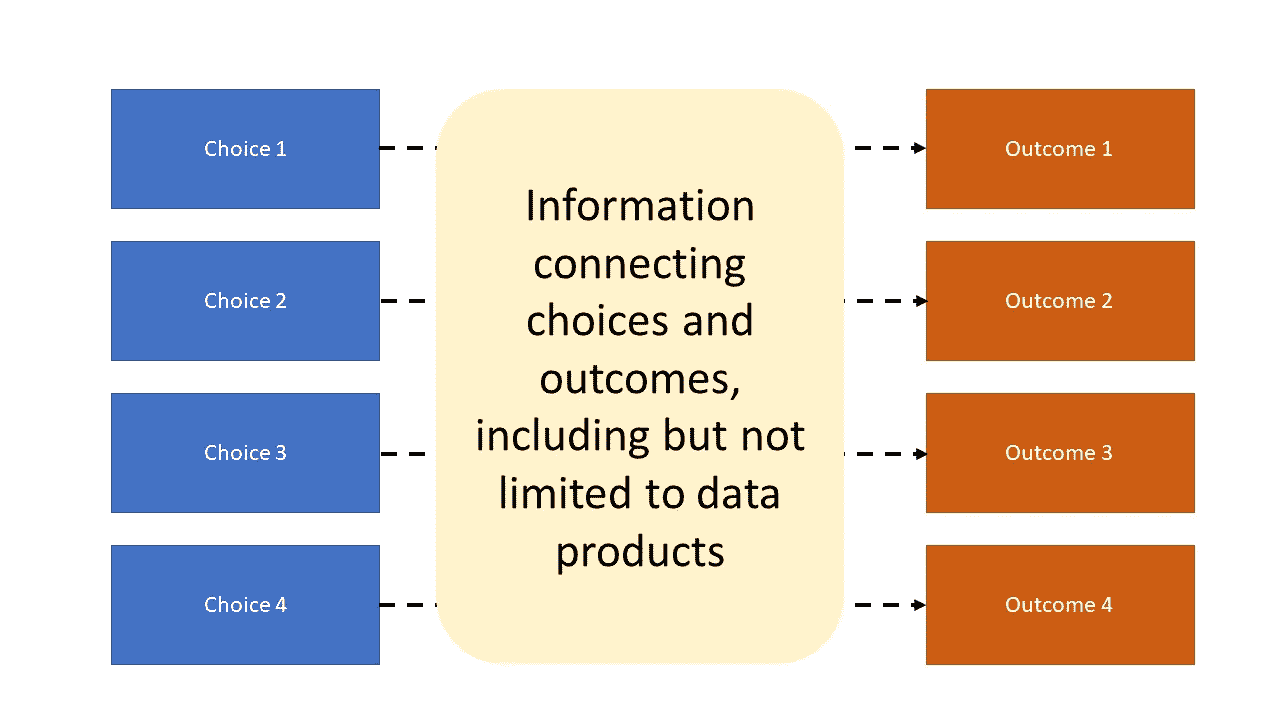 Choice 1
Choice 2
Choice 3
Choice 4
Information
connecting
choices and
outcomes,
including but not
limited to data
products
Outcome 1
Outcome 2
Outcome 3
Outcome 4